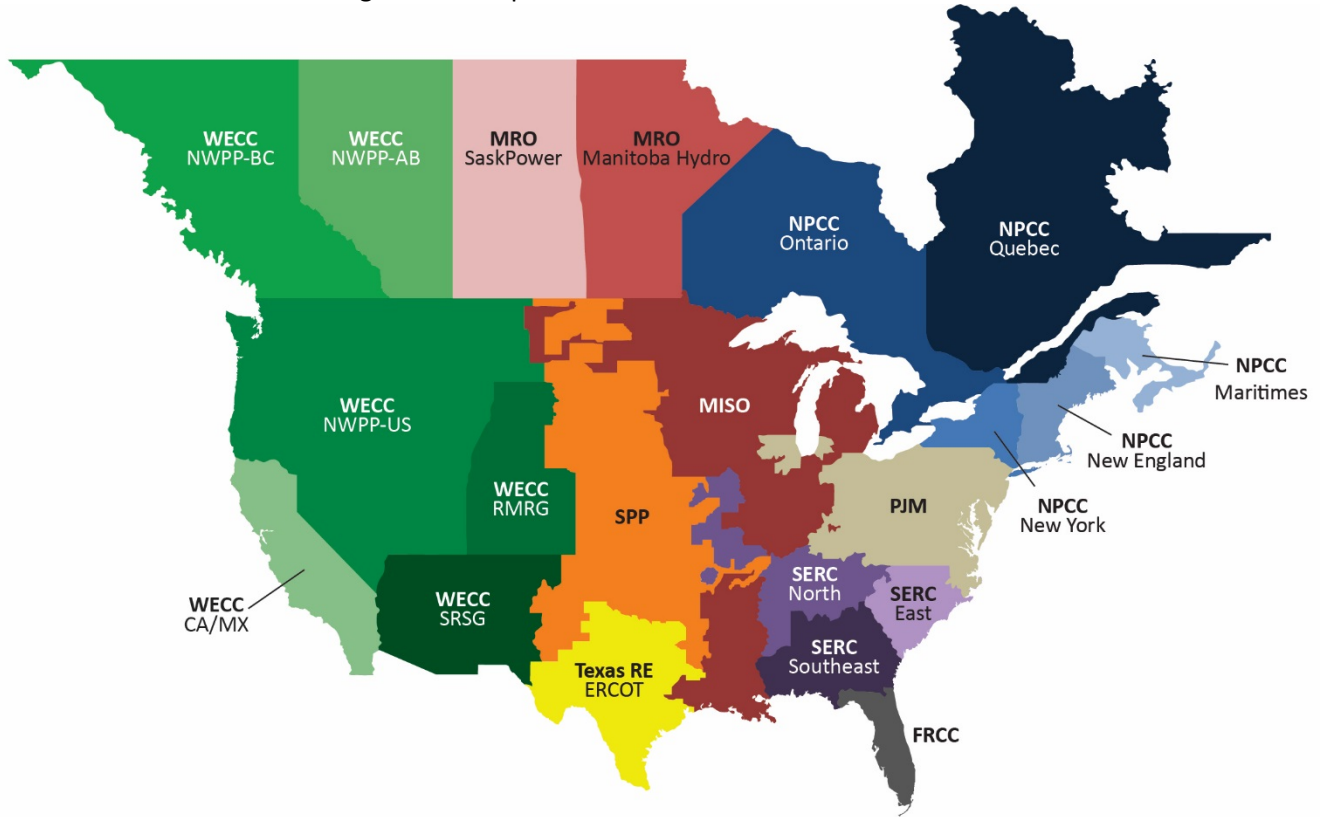 WECC
NWPP-BC
WECC
NWPP-AB
MRO
SaskPower
MRO
Manitoba Hydro
NPCC
Ontario
NPCC
Quebec
NPCC
Maritimes
WECC
NWPP-US
MISO
NPCC
New England
WECC
RMRG
SPP
PJM
NPCC
New York
WECC
CA/MX
WECC
SRSG
SERC
North
SERC
East
SERC
Southeast
Texas RE
ERCOT
FRCC